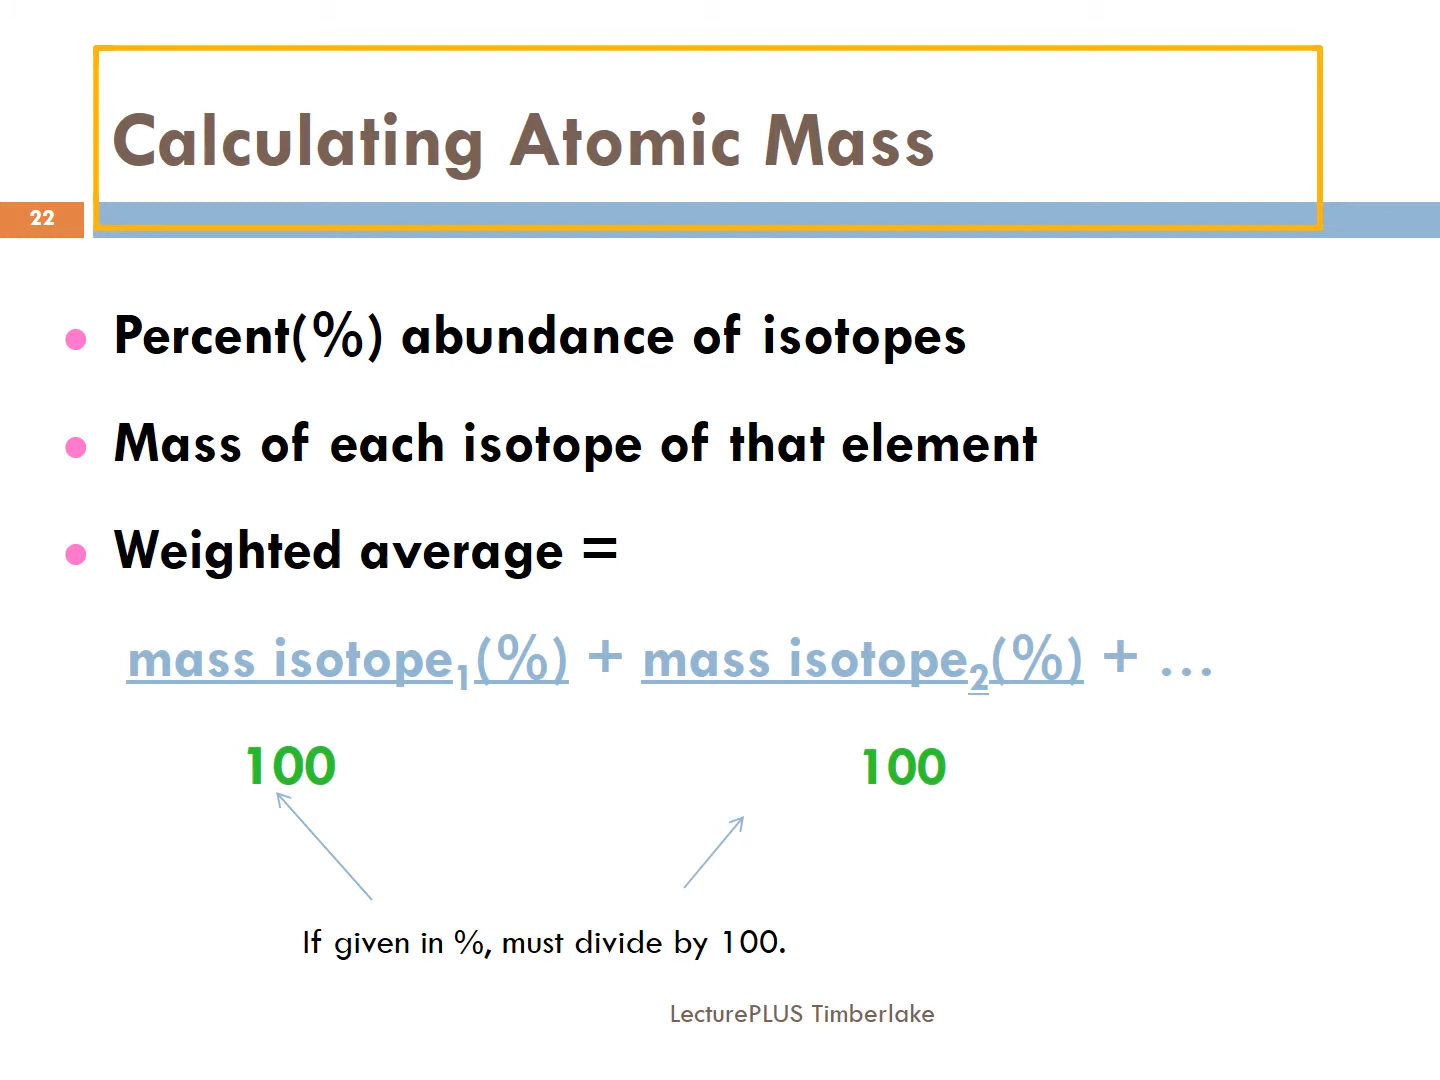 Calculating Atomic Mass
22
Percent(%) abundance of isotopes
Mass of each isotope of that element
Weighted average =
mass isotope₁(%) + mass isotope₂(%) + …
100 100
If given in %, must divide by 100.
LecturePLUS Timberlake